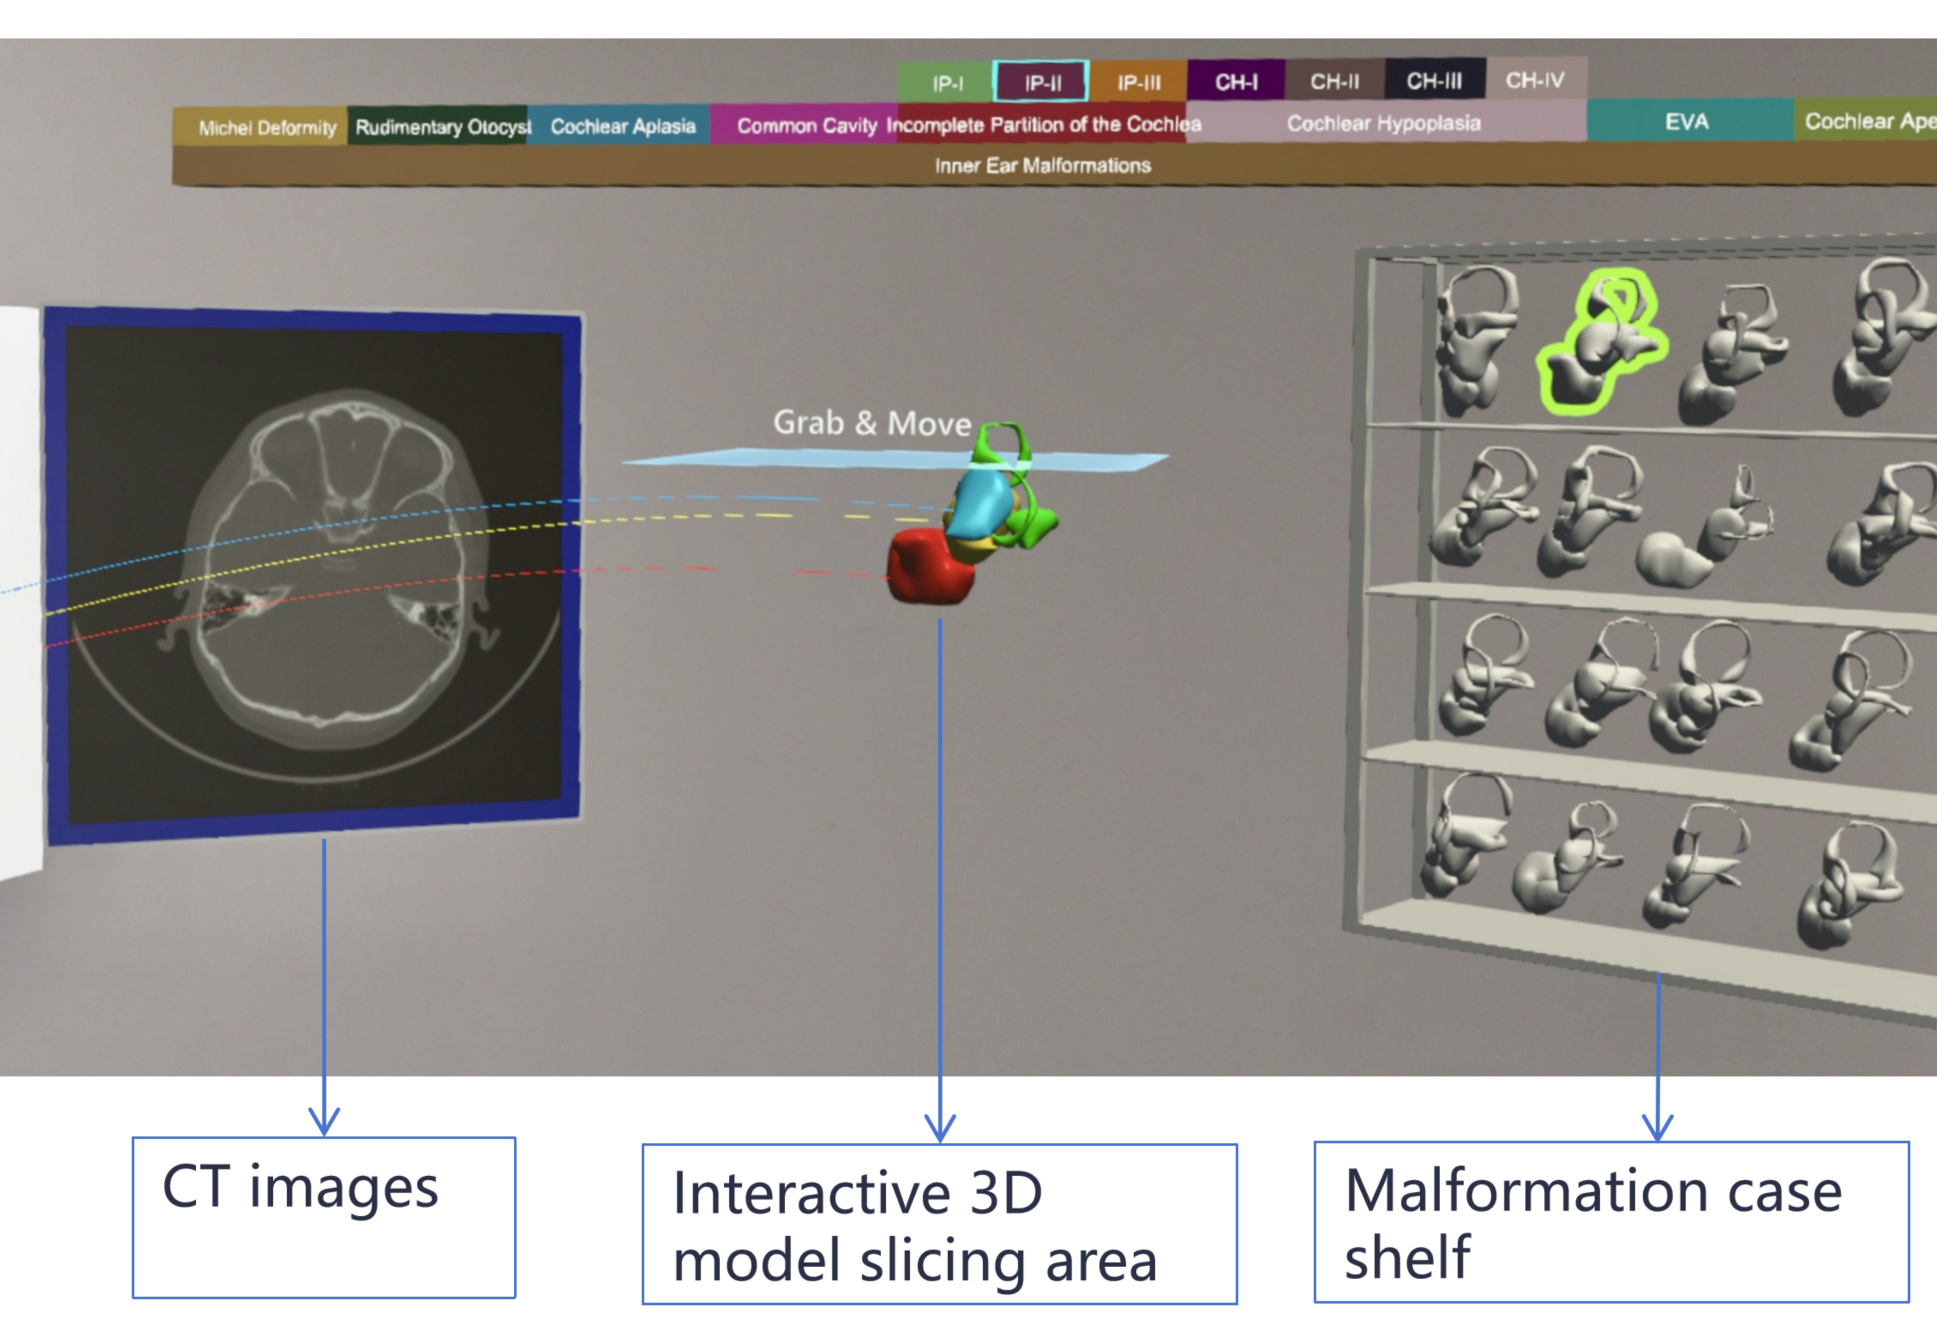 IP-I IP-II IP-III CH-I CH-II CH-III CH-IV
Michel Deformity Rudimentary Otocyst Cochlear Aplasia Common Cavity Incomplete Partition of the Cochlea Cochlear Hypoplasia EVA Cochlear Ape
Inner Ear Malformations
Grab & Move
CT images
Interactive 3D
model slicing area
Malformation case
shelf